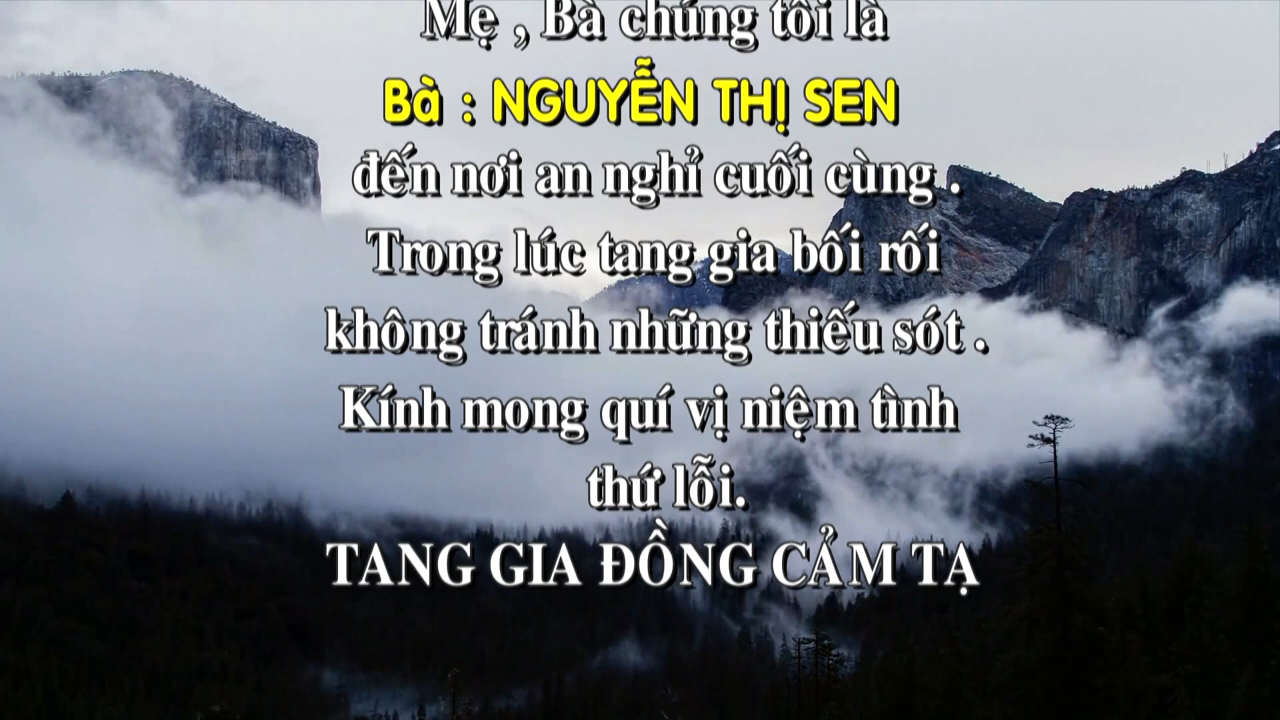 Mẹ , Bà chúng tôi là
Bà : NGUYỄN THỊ SEN
đến nơi an nghỉ cuối cùng .
Trong lúc tang gia bối rối
không tránh những thiếu sót .
Kính mong quí vị niệm tình
thứ lỗi.
TANG GIA ĐỒNG CẢM TẠ